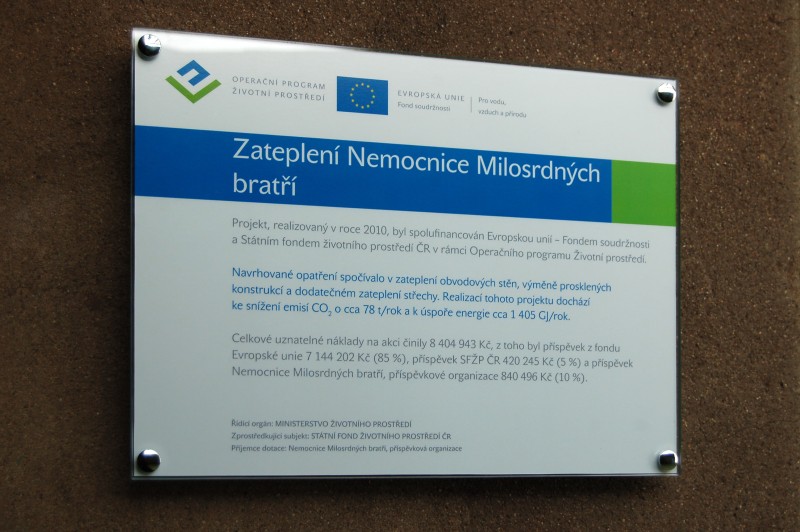 OPERAČNÍ PROGRAM
ŽIVOTNÍ PROSTŘEDÍ
EVROPSKÁ UNIE
Fond soudržnosti
Pro vodu,
vzduch a přírodu
Zateplení Nemocnice Milosrdných
bratří
Projekt, realizovaný v roce 2010, byl spolufinancován Evropskou unií – Fondem soudržnosti
a Státním fondem životního prostředí ČR v rámci Operačního programu Životní prostředí.
Navrhované opatření spočívalo v zateplení obvodových stěn, výměně prosklených
konstrukcí a dodatečném zateplení střechy. Realizací tohoto projektu dochází
ke snížení emisí CO₂ o cca 78 t/rok a k úspoře energie cca 1 405 GJ/rok.
Celkové uznatelné náklady na akci činily 8 404 943 Kč, z toho byl příspěvek z fondu
Evropské unie 7 144 202 Kč (85 %), příspěvek SFŽP ČR 420 245 Kč (5 %) a příspěvek
Nemocnice Milosrdných bratří, příspěvkové organizace 840 496 Kč (10 %).
Řídící orgán: MINISTERSTVO ŽIVOTNÍHO PROSTŘEDÍ
Zprostředkující subjekt: STÁTNÍ FOND ŽIVOTNÍHO PROSTŘEDÍ ČR
Příjemce dotace: Nemocnice Milosrdných bratří, příspěvková organizace